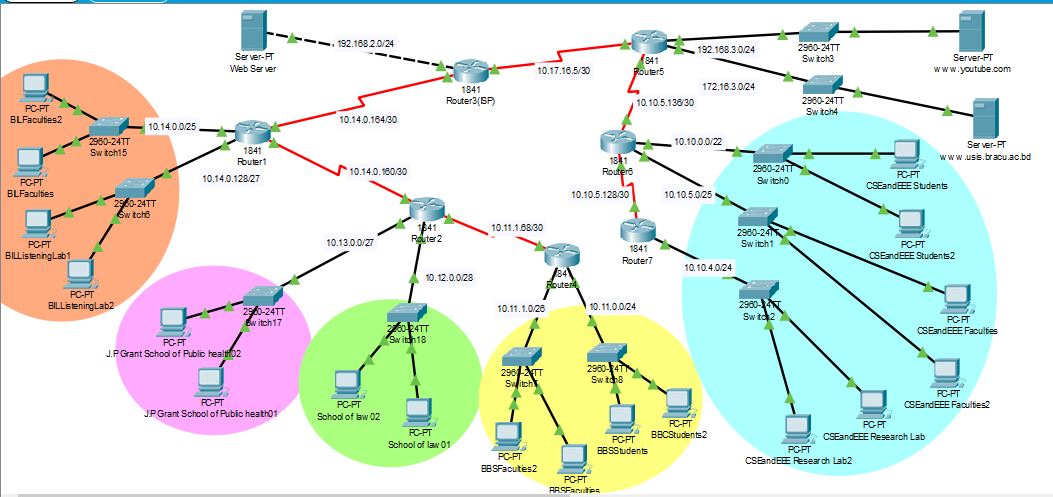 Server-PT
Web Server
192.168.2.0/24
1841
Router3(ISP)
10.17.16.5/30
1841
Router5
192.168.3.0/24
2960-24TT
Switch3
Server-PT
www.youtube.com
172.16.3.0/24
2960-24TT
Switch4
Server-PT
www.usis.bracu.ac.bd
PC-PT
BILFaculties2
2960-24TT
Switch15
10.14.0.0/25
1841
Router1
10.14.0.164/30
PC-PT
BILFaculties
10.14.0.128/27
2960-24TT
Switch6
PC-PT
BILListeningLab1
PC-PT
BILListeningLab2
10.14.0.160/30
1841
Router2
10.13.0.0/27
10.12.0.0/28
10.11.1.68/30
1841
Router4
10.10.5.136/30
1841
Router6
10.10.0.0/22
2960-24TT
Switch0
PC-PT
CSEandEEE Students
10.10.5.128/30
10.10.5.0/25
2960-24TT
Switch1
PC-PT
CSEandEEE Students2
1841
Router7
10.10.4.0/24
2960-24TT
Switch2
PC-PT
CSEandEEE Faculties
PC-PT
CSEandEEE Faculties2
PC-PT
CSEandEEE Research Lab
PC-PT
CSEandEEE Research Lab2
2960-24TT
Switch17
PC-PT
J.P Grant School of Public health02
PC-PT
J.P Grant School of Public health01
2960-24TT
Switch18
PC-PT
School of law 02
PC-PT
School of law 01
10.11.1.0/26
10.11.0.0/24
2960-24TT
Switch7
2960-24TT
Switch8
PC-PT
BBSFaculties2
PC-PT
BBSFaculties
PC-PT
BBSStudents
PC-PT
BBCStudents2